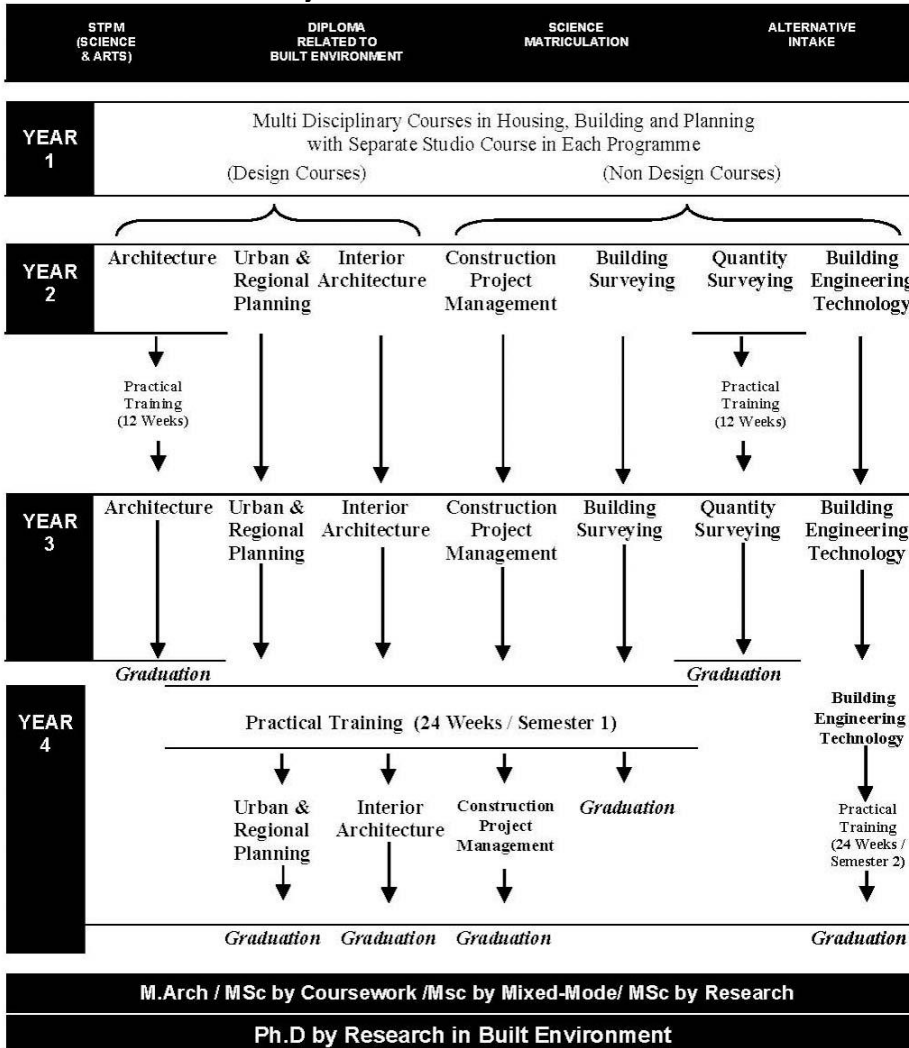 STPM
(SCIENCE
& ARTS)
DIPLOMA
RELATED TO
BUILT ENVIRONMENT
SCIENCE
MATRICULATION
ALTERNATIVE
INTAKE
YEAR
1
Multi Disciplinary Courses in Housing, Building and Planning
with Separate Studio Course in Each Programme
(Design Courses)
(Non Design Courses)
YEAR
2
Architecture
Urban &
Regional
Planning
Interior
Architecture
Construction
Project
Management
Building
Surveying
Quantity
Surveying
Building
Engineering
Technology
Practical
Training
(12 Weeks)
Practical
Training
(12 Weeks)
YEAR
3
Architecture
Urban &
Regional
Planning
Interior
Architecture
Construction
Project
Management
Building
Surveying
Quantity
Surveying
Building
Engineering
Technology
Graduation
Graduation
YEAR
4
Practical Training (24 Weeks / Semester 1)
Building
Engineering
Technology
Urban &
Regional
Planning
Interior
Architecture
Construction
Project
Management
Graduation
Practical
Training
(24 Weeks /
Semester 2)
Graduation
Graduation
Graduation
Graduation
M.Arch / MSc by Coursework /Msc by Mixed-Mode/ MSc by Research
Ph.D by Research in Built Environment